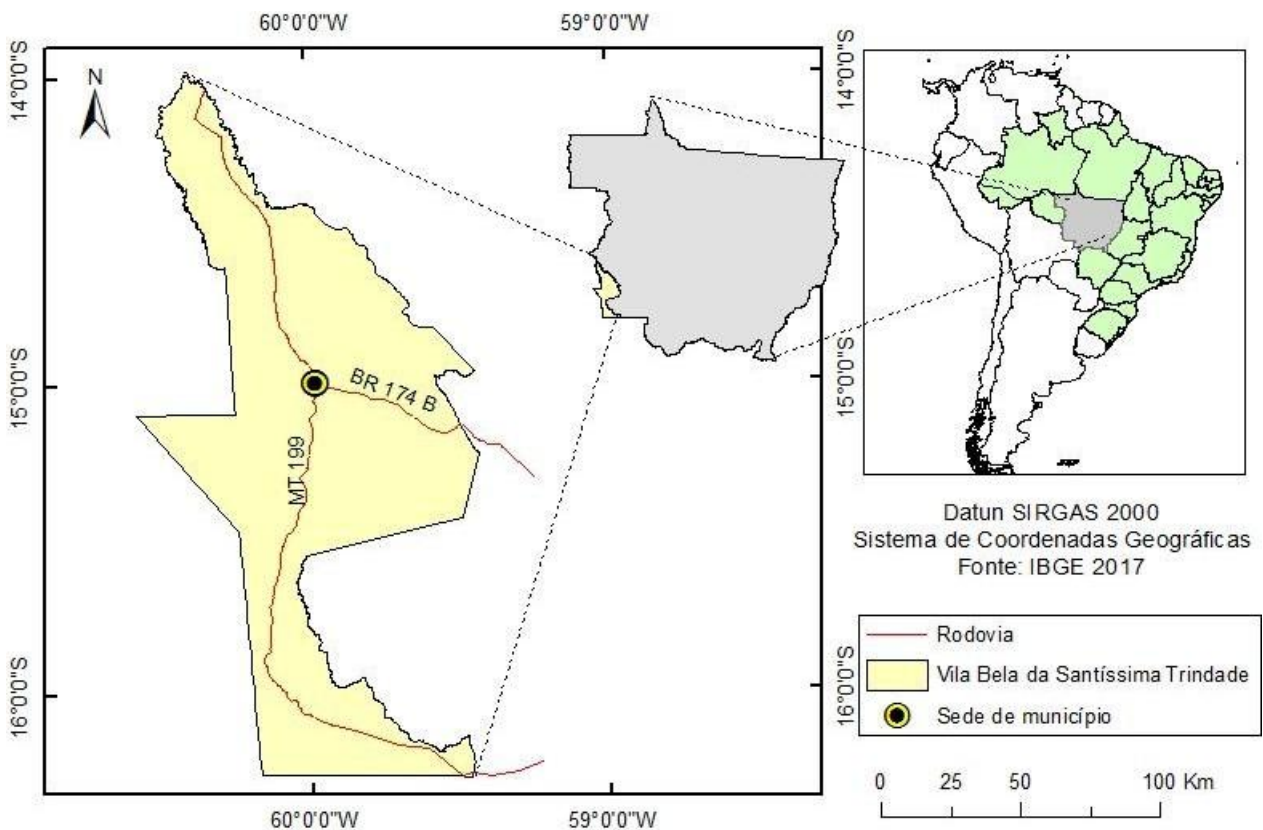 60°0'0"W
59°0'0"W
14°0'0"S
14°0'0"S
N
15°0'0"S
15°0'0"S
BR 174 B
MT 199
Datun SIRGAS 2000
Sistema de Coordenadas Geográficas
Fonte: IBGE 2017
Rodovia
Vila Bela da Santíssima Trindade
Sede de município
16°0'0"S
16°0'0"S
0 25 50 100 Km
60°0'0"W
59°0'0"W